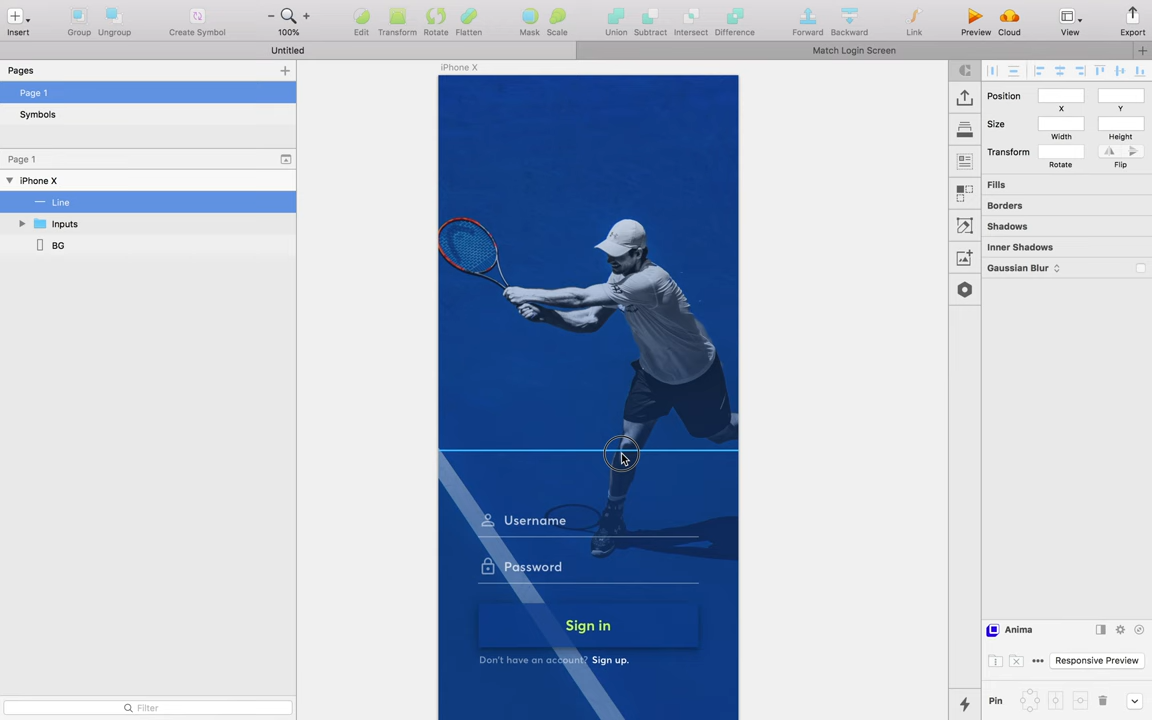 Insert
Group
Ungroup
Create Symbol
100%
Edit
Transform
Rotate
Flatten
Mask
Scale
Union
Subtract
Intersect
Difference
Forward
Backward
Link
Preview
Cloud
View
Export
Untitled
Match Login Screen
Pages
Page 1
Symbols
Page 1
iPhone X
Line
Inputs
BG
Filter
iPhone X
Username
Password
Sign in
Don't have an account? Sign up.
Position
X
Y
Size
Width
Height
Transform
Rotate
Flip
Fills
Borders
Shadows
Inner Shadows
Gaussian Blur
Anima
Responsive Preview
Pin